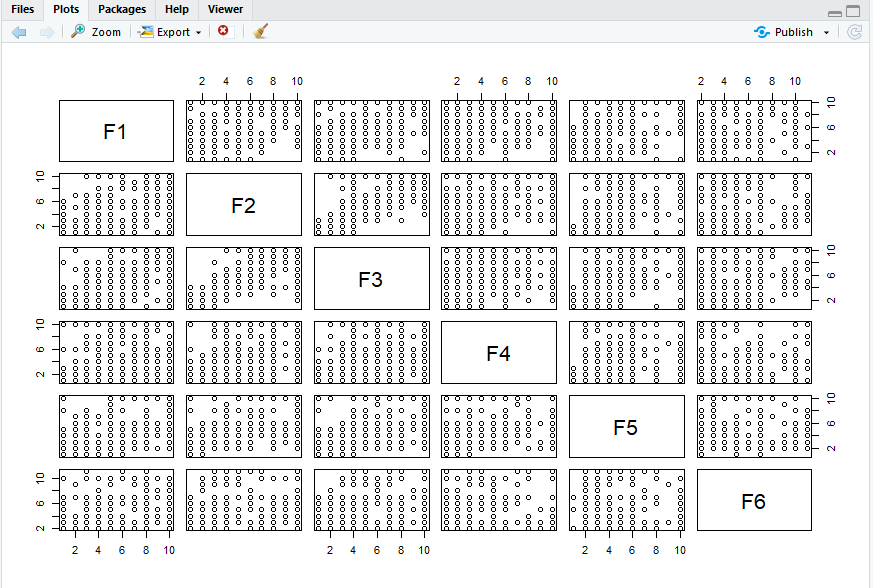 Files Plots Packages Help Viewer
Zoom Export Publish
2 4 6 8 10 2 4 6 8 10 2 4 6 8 10
F1 2 6 10
2 6 10 F2
F3 2 6 10
2 6 10 F4
F5 2 6 10
2 6 10 F6
2 4 6 8 10 2 4 6 8 10 2 4 6 8 10